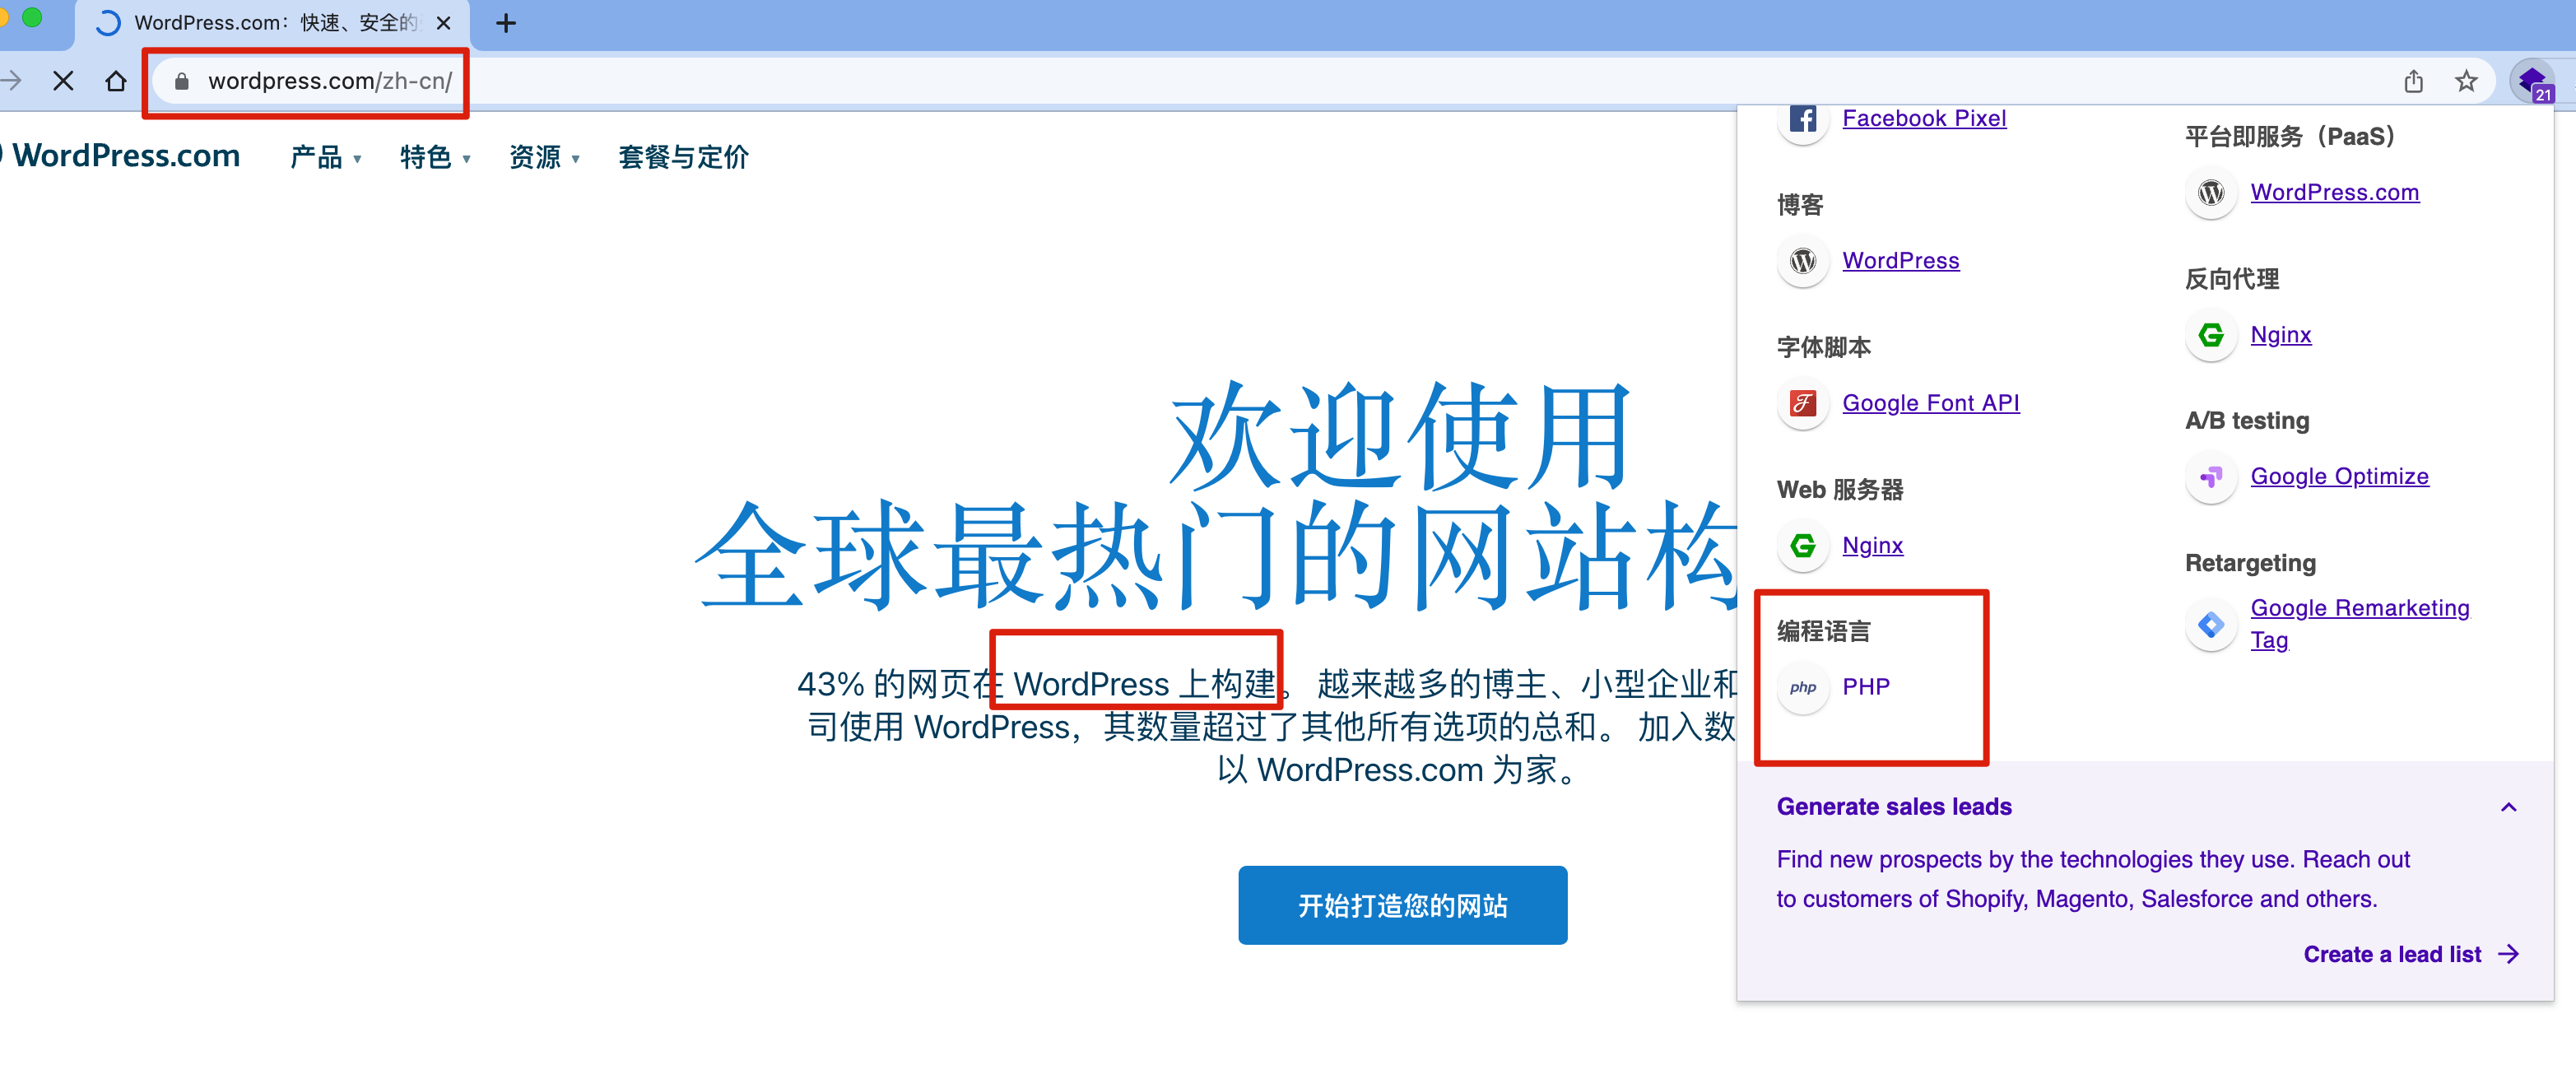 WordPress.com：快速、安全的
wordpress.com/zh-cn/
21
WordPress.com
产品
特色
资源
套餐与定价
欢迎使用
全球最热门的网站构
43% 的网页在 WordPress 上构建。 越来越多的博主、小型企业和
司使用 WordPress，其数量超过了其他所有选项的总和。 加入数
以 WordPress.com 为家。
开始打造您的网站
Facebook Pixel
博客
WordPress
字体脚本
Google Font API
Web 服务器
Nginx
编程语言
php PHP
平台即服务（PaaS）
WordPress.com
反向代理
Nginx
A/B testing
Google Optimize
Retargeting
Google Remarketing
Tag
Generate sales leads
Find new prospects by the technologies they use. Reach out
to customers of Shopify, Magento, Salesforce and others.
Create a lead list